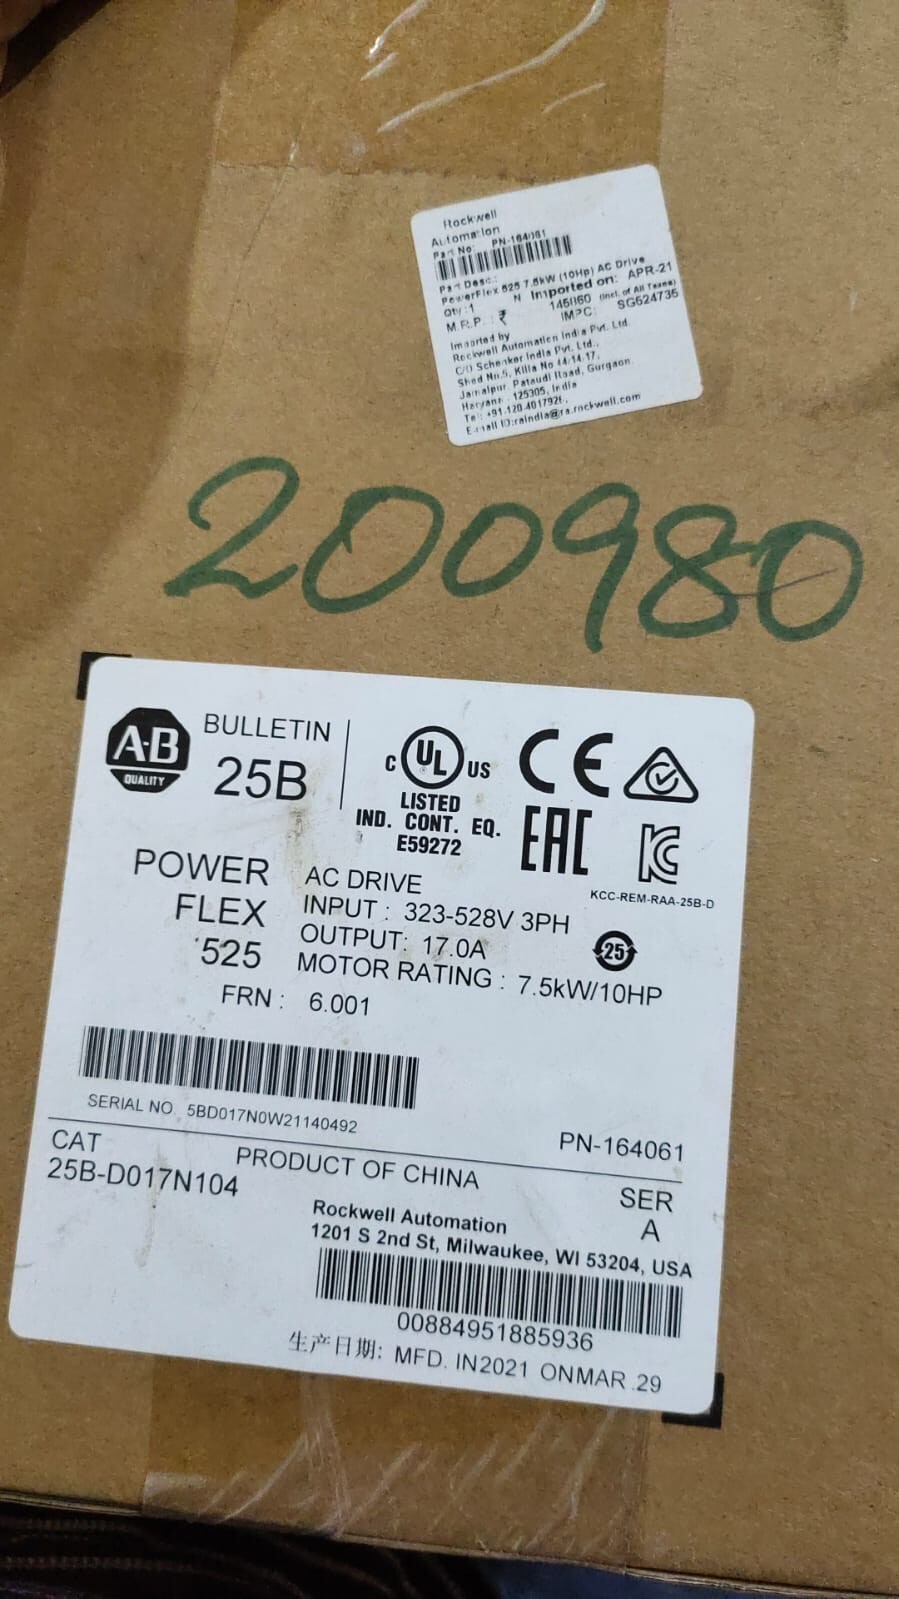 Rockwell
Automation
Part No: PN-164061
Part Desc.:
PowerFlex 525 7.5kW (10Hp) AC Drive
Qty :1 N Imported on: APR-21
M.R.P. : ₹ 145060 (Incl. of All Taxes)
IMPC: SG524735
Imported by
Rockwell Automation India Pvt. Ltd.
C/O Schenker India Pvt. Ltd.,
Shed No.5, Killa No 44/14,17,
Jamalpur, Pataudi Road, Gurgaon
Haryana - 125305, India
E-mail ID:raindia@ra.rockwell.com
200980
A-B
QUALITY
BULLETIN
25B
C UL US
LISTED
IND. CONT. EQ.
E59272
CE
EAC
KC
KCC-REM-RAA-25B-D
POWER
FLEX
525
AC DRIVE
INPUT : 323-528V 3PH
OUTPUT: 17.0A
MOTOR RATING : 7.5kW/10HP
25
FRN : 6.001
SERIAL NO. 5BD017N0W21140492
PN-164061
CAT
25B-D017N104
PRODUCT OF CHINA
SER
A
Rockwell Automation
1201 S 2nd St, Milwaukee, WI 53204, USA
00884951885936
生产日期: MFD. IN2021 ONMAR .29